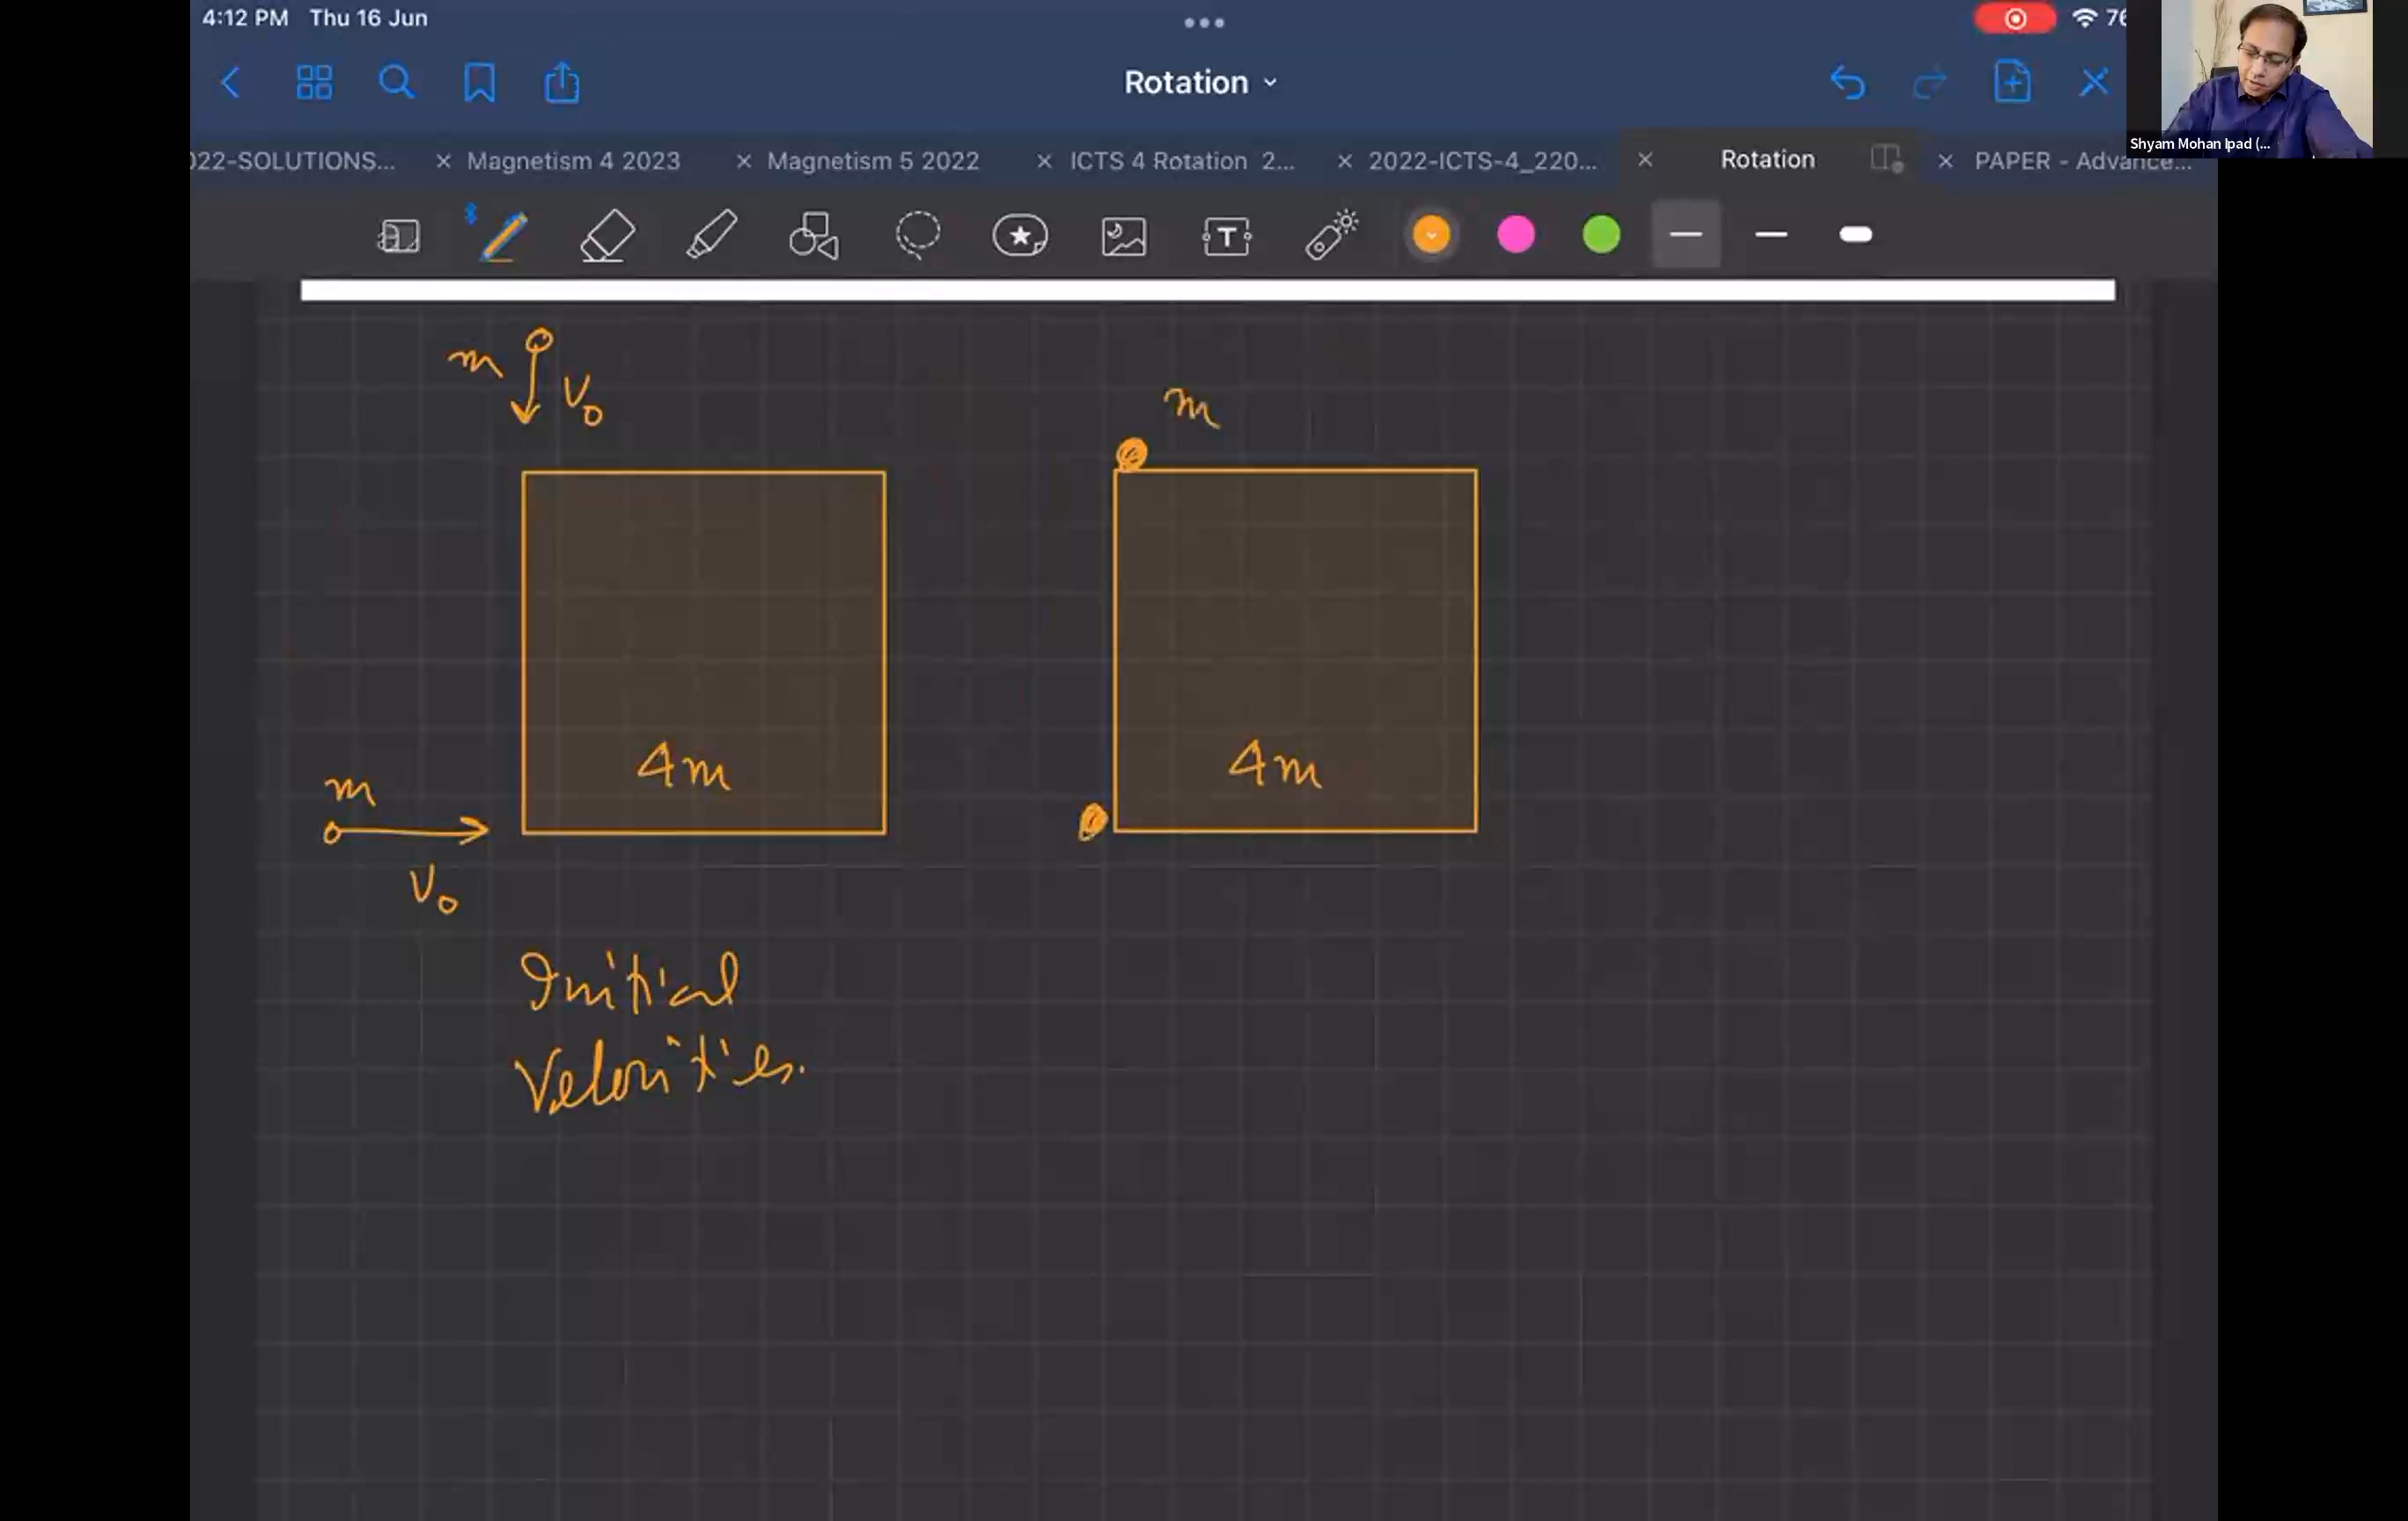 4:12 PM Thu 16 Jun
76
Rotation
Shyam Mohan Ipad (...
022-SOLUTIONS... × Magnetism 4 2023 × Magnetism 5 2022 × ICTS 4 Rotation 2... × 2022-ICTS-4_220... × Rotation × PAPER - Advance...
T
m
V₀
m
4m
4m
m
V₀
Initial
Velocities.